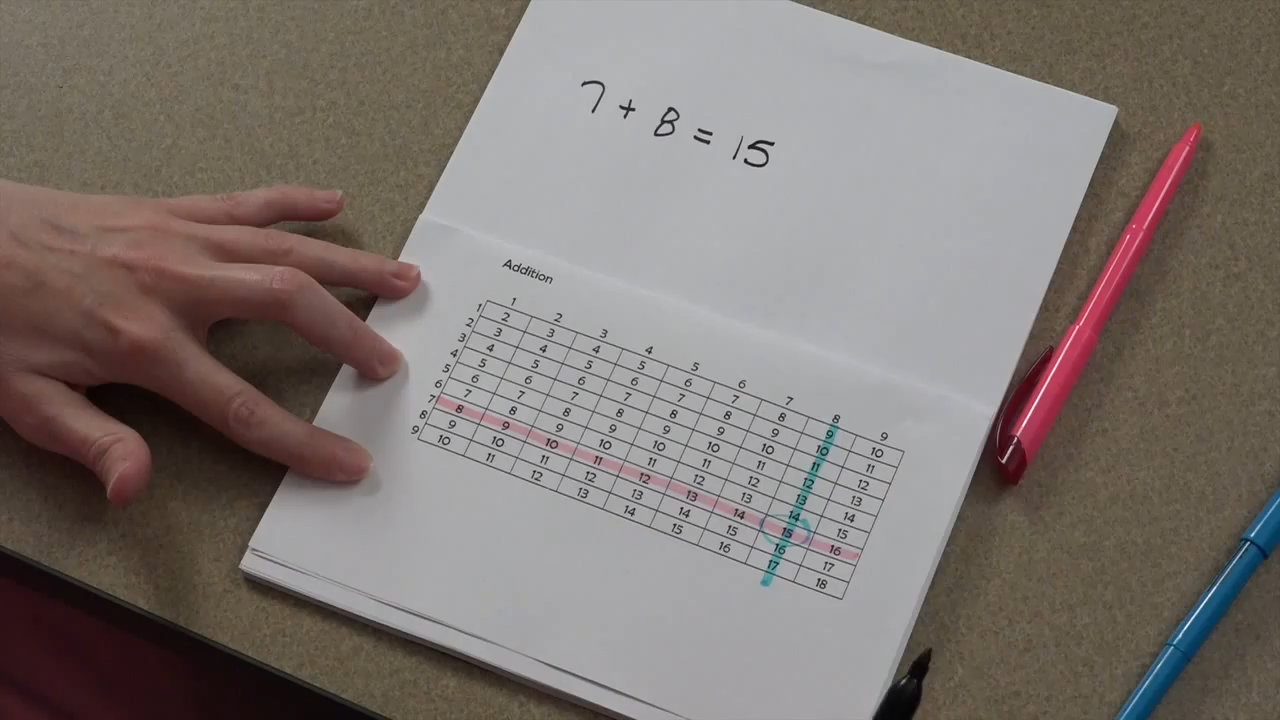 7 + 8 = 15
Addition
1 2 3 4 5 6 7 8 9
1 2 3 4 5 6 7 8 9 10
2 3 4 5 6 7 8 9 10 11
3 4 5 6 7 8 9 10 11 12
4 5 6 7 8 9 10 11 12 13
5 6 7 8 9 10 11 12 13 14
6 7 8 9 10 11 12 13 14 15
7 8 9 10 11 12 13 14 15 16
8 9 10 11 12 13 14 15 16 17
9 10 11 12 13 14 15 16 17 18